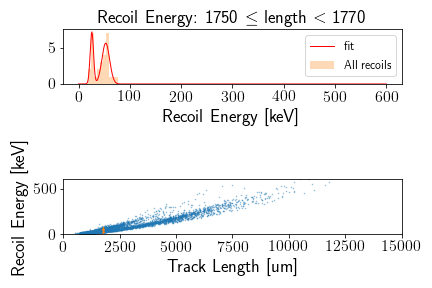 Recoil Energy: 1750 ≤ length < 1770
5
0
fit
All recoils
0 100 200 300 400 500 600
Recoil Energy [keV]
Recoil Energy [keV]
500
0
0 2500 5000 7500 10000 12500 15000
Track Length [um]